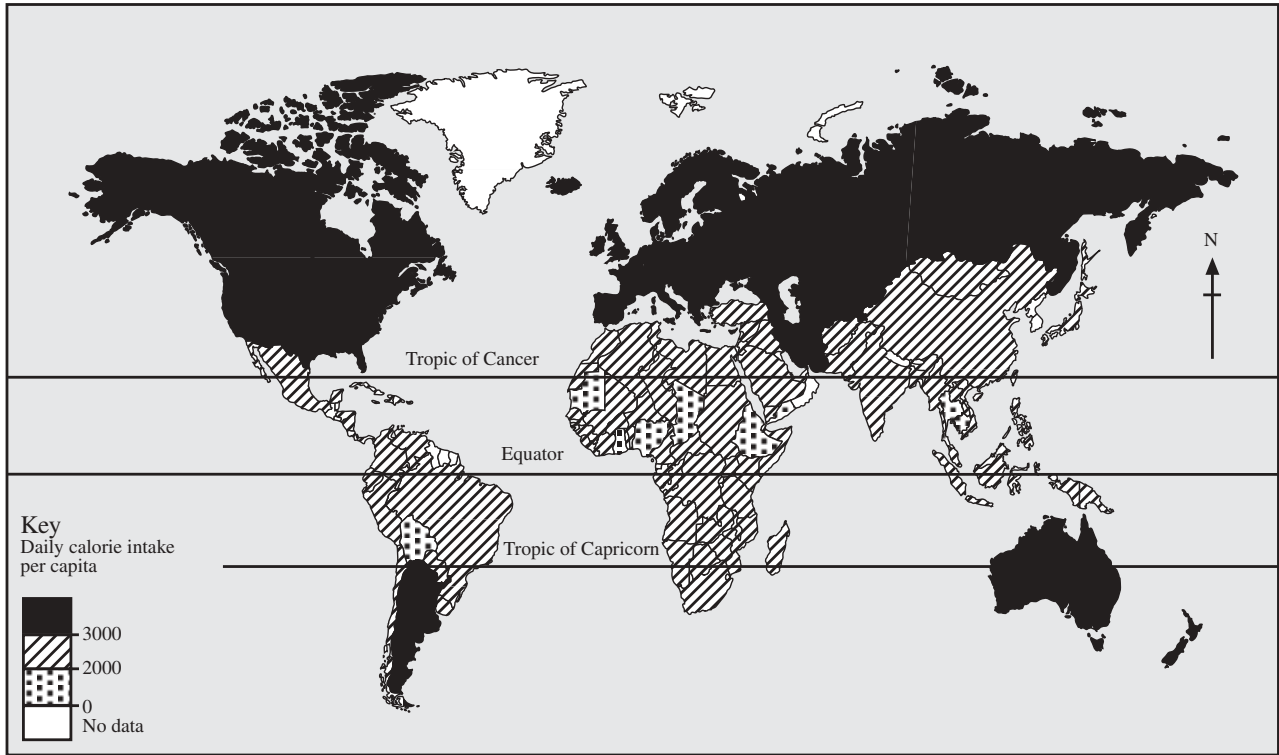 N
Tropic of Cancer
Equator
Tropic of Capricorn
Key
Daily calorie intake
per capita
3000
2000
0
No data